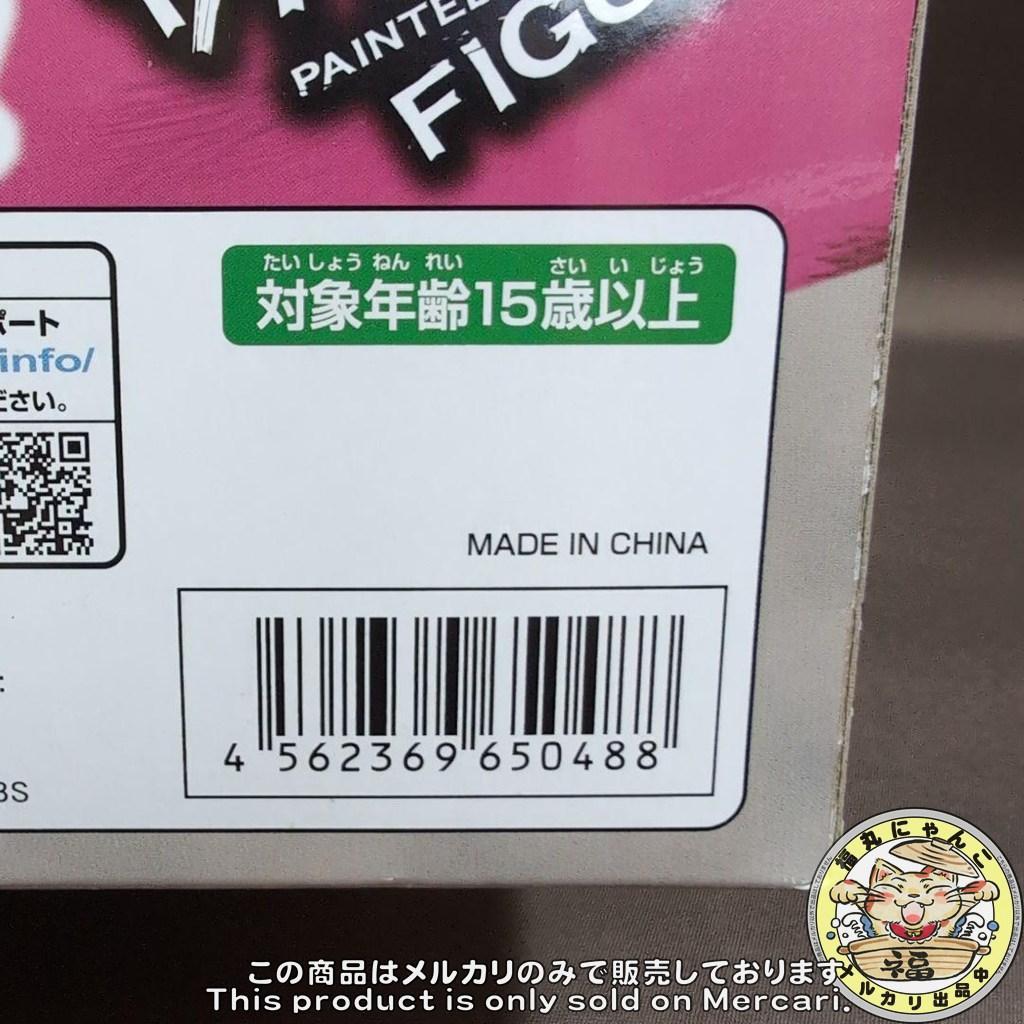 PAINTED
FIGU
たいしょうねんれい さいいじょう
対象年齢15歳以上
ポート
info/
ださい。
MADE IN CHINA
4 562369 650488
BS
福丸にゃんこ
福
メルカリ出品中
この商品はメルカリのみで販売しております。
This product is only sold on Mercari.